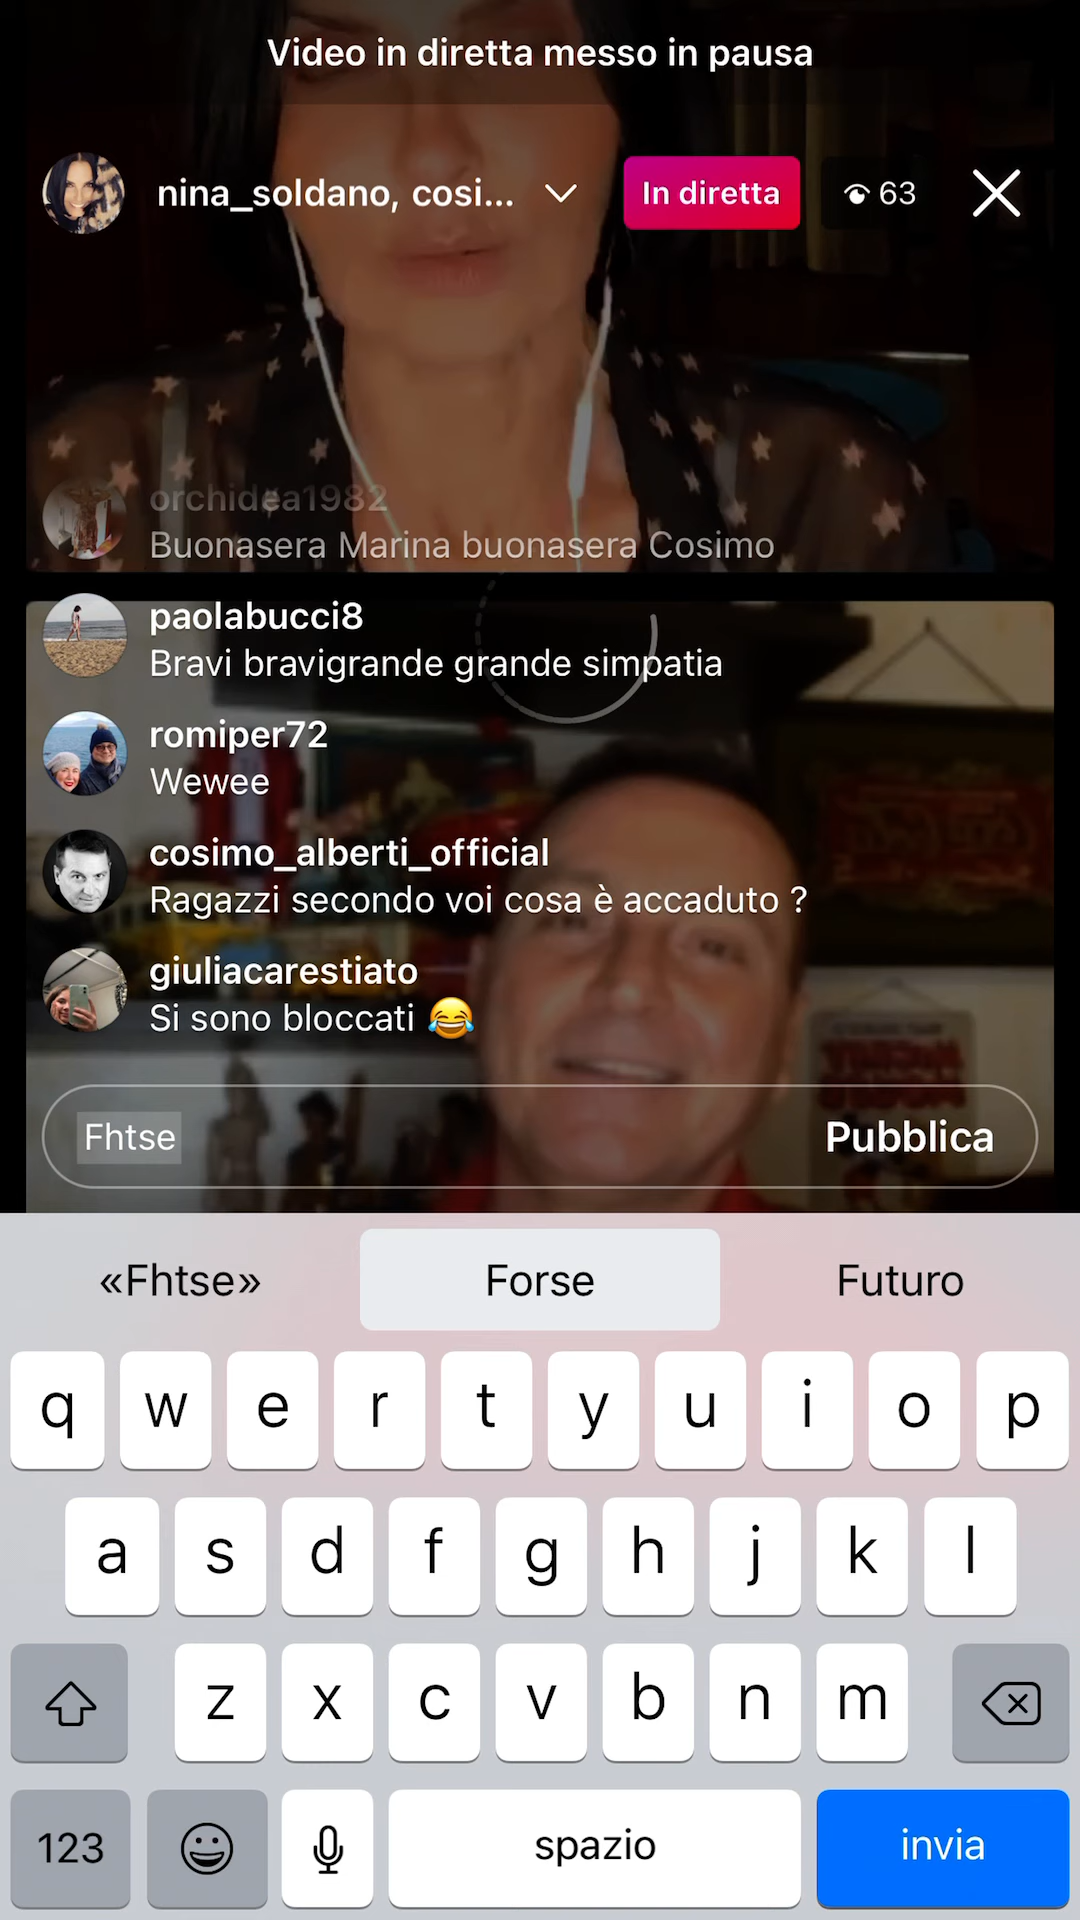 Video in diretta messo in pausa
nina_soldano, cosi...
In diretta
63
orchidea1982
Buonasera Marina buonasera Cosimo
paolabucci8
Bravi bravigrande grande simpatia
romiper72
Wewee
cosimo_alberti_official
Ragazzi secondo voi cosa è accaduto ?
giuliacarestiato
Si sono bloccati 😂
Fhtse
Pubblica
«Fhtse» Forse Futuro
q w e r t y u i o p
a s d f g h j k l
z x c v b n m
123 spazio invia